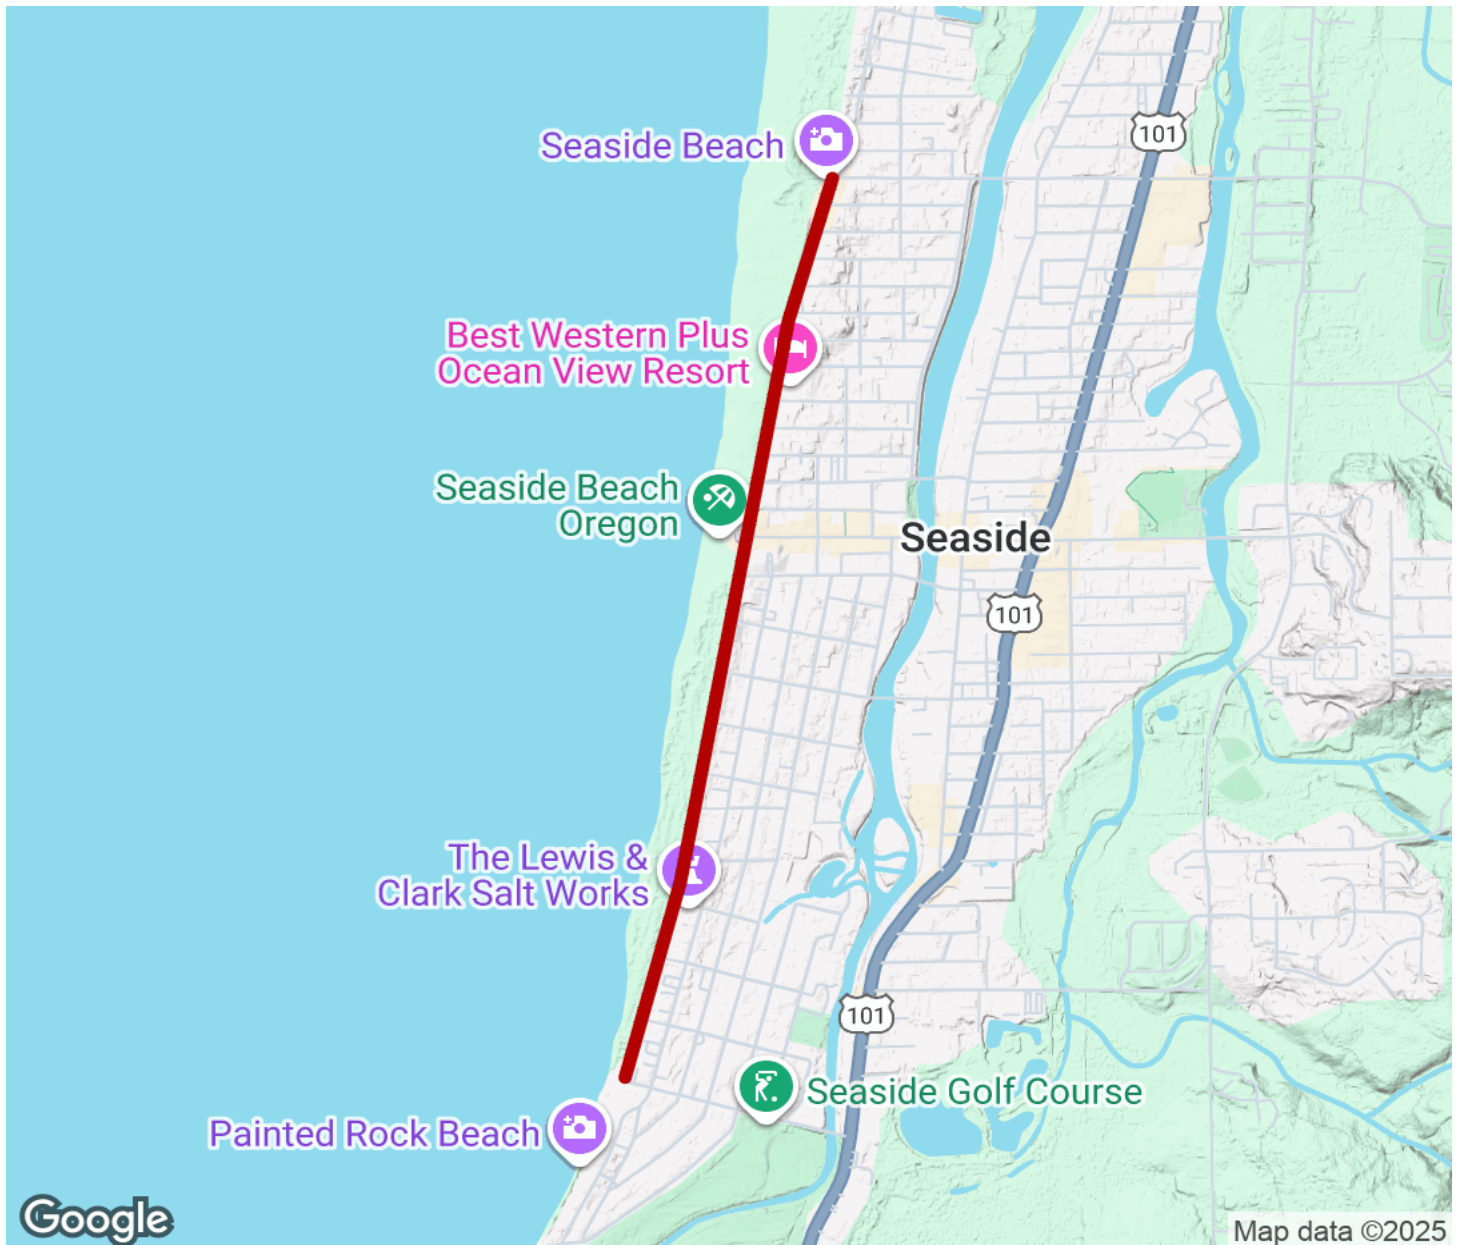 Seaside Beach
101
Best Western Plus
Ocean View Resort
Seaside Beach
Oregon
Seaside
101
The Lewis &
Clark Salt Works
101
Seaside Golf Course
Painted Rock Beach
Google
Map data ©2025